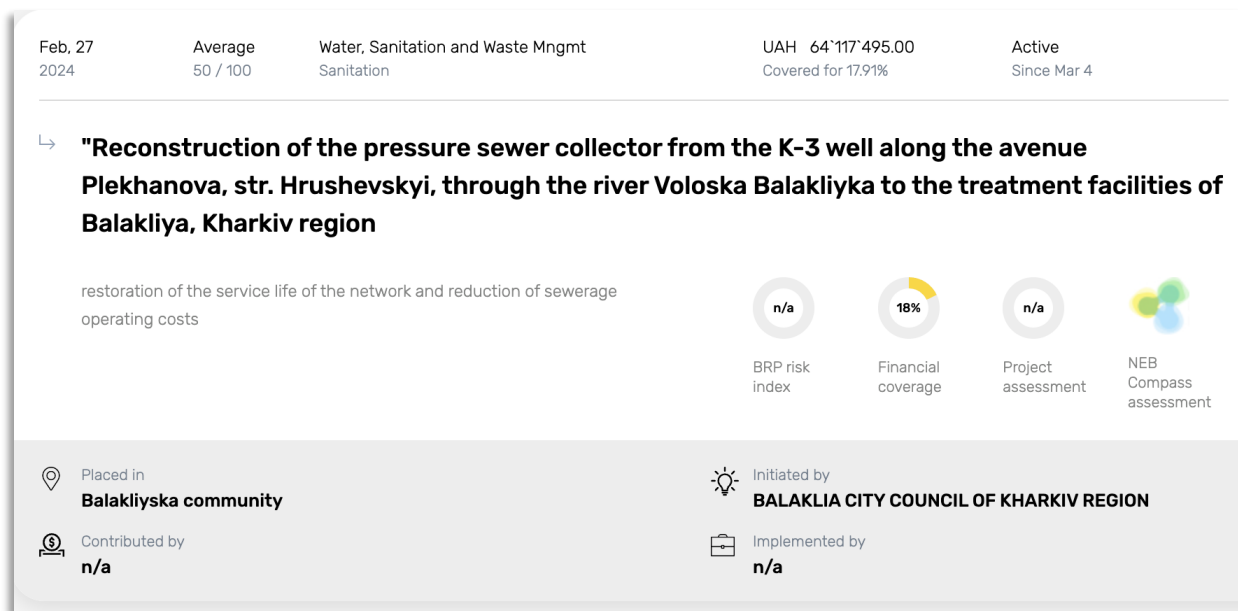 Feb, 27
2024
Average
50 / 100
Water, Sanitation and Waste Mngmt
Sanitation
UAH 64`117`495.00
Covered for 17.91%
Active
Since Mar 4
"Reconstruction of the pressure sewer collector from the K-3 well along the avenue
Plekhanova, str. Hrushevskyi, through the river Voloska Balakliyka to the treatment facilities of
Balakliya, Kharkiv region
restoration of the service life of the network and reduction of sewerage
operating costs
n/a
BRP risk
index
18%
Financial
coverage
n/a
Project
assessment
NEB
Compass
assessment
Placed in
Balakliyska community
Initiated by
BALAKLIA CITY COUNCIL OF KHARKIV REGION
Contributed by
n/a
Implemented by
n/a